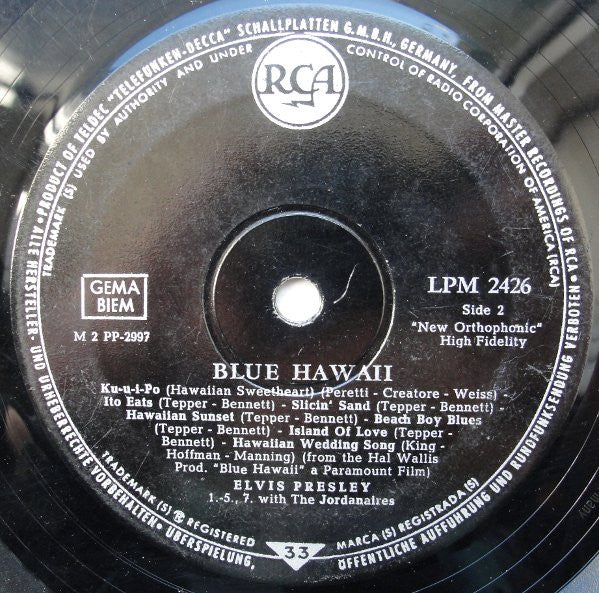 PRODUCT OF TELDEC-"TELEFUNKEN-DECCA" SCHALLPLATTEN G.M.B.H., GERMANY, FROM MASTER RECORDINGS OF RCA
TRADEMARK (S) USED BY AUTHORITY AND UNDER
CONTROL OF RADIO CORPORATION OF AMERICA (RCA)
RCA
GEMA
BIEM
M 2 PP-2997
LPM 2426
Side 2
"New Orthophonic"
High Fidelity
BLUE HAWAII
Ku-u-i-Po (Hawaiian Sweetheart) (Peretti - Creatore - Weiss) -
Ito Eats (Tepper - Bennett) - Slicin' Sand (Tepper - Bennett) -
Hawaiian Sunset (Tepper - Bennett) - Beach Boy Blues
(Tepper - Bennett) - Island Of Love (Tepper -
Bennett) - Hawaiian Wedding Song (King -
Hoffman - Manning) (from the Hal Wallis
Prod. "Blue Hawaii" a Paramount Film)
ELVIS PRESLEY
1.-5., 7. with The Jordanaires
TRADEMARK (S) ® REGISTERED
33
MARCA (S) REGISTRADA (S)
ALLE HERSTELLER- UND URHEBERRECHTE VORBEHALTEN • ÜBERSPIELUNG, ÖFFENTLICHE AUFFÜHRUNG UND RUNDFUNKSENDUNG VERBOTEN